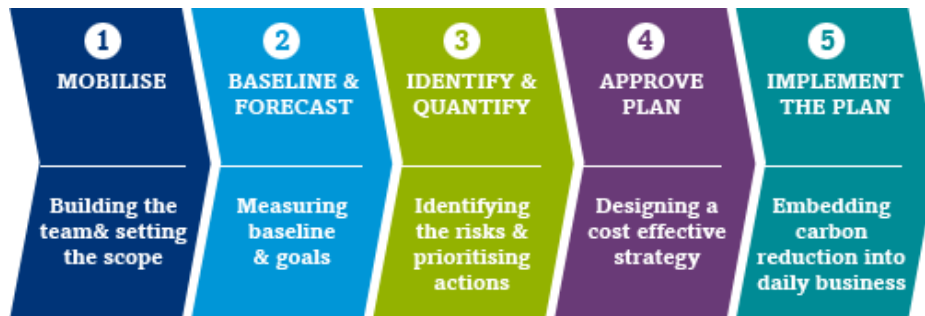 1
MOBILISE
Building the
team& setting
the scope
2
BASELINE &
FORECAST
Measuring
baseline
& goals
3
IDENTIFY &
QUANTIFY
Identifying
the risks &
prioritising
actions
4
APPROVE
PLAN
Designing a
cost effective
strategy
5
IMPLEMENT
THE PLAN
Embedding
carbon
reduction into
daily business